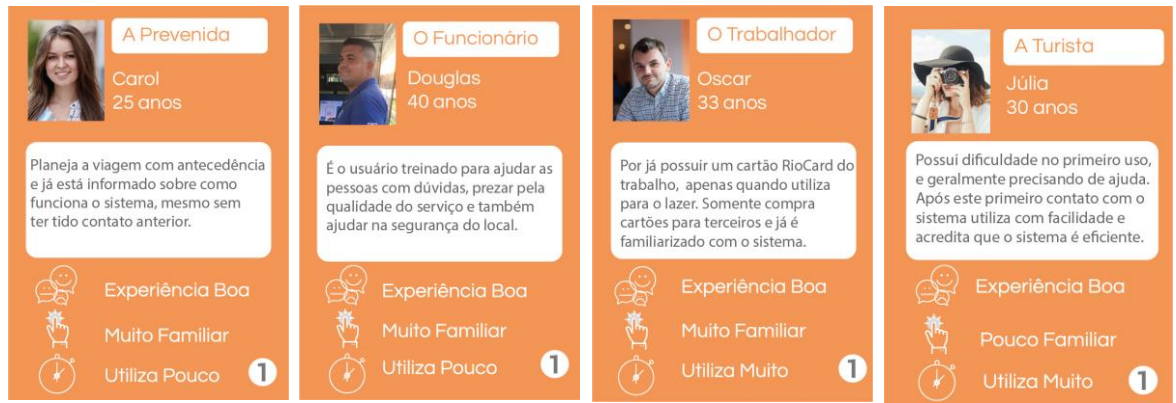 A Prevenida
Carol
25 anos
Planeja a viagem com antecedência
e já está informado sobre como
funciona o sistema, mesmo sem
ter tido contato anterior.
Experiência Boa
Muito Familiar
Utiliza Pouco
1
O Funcionário
Douglas
40 anos
É o usuário treinado para ajudar as
pessoas com dúvidas, prezar pela
qualidade do serviço e também
ajudar na segurança do local.
Experiência Boa
Muito Familiar
Utiliza Pouco
1
O Trabalhador
Oscar
33 anos
Por já possuir um cartão RioCard do
trabalho, apenas quando utiliza
para o lazer. Somente compra
cartões para terceiros e já é
familiarizado com o sistema.
Experiência Boa
Muito Familiar
Utiliza Muito
1
A Turista
Júlia
30 anos
Possui dificuldade no primeiro uso,
e geralmente precisando de ajuda.
Após este primeiro contato com o
sistema utiliza com facilidade e
acredita que o sistema é eficiente.
Experiência Boa
Pouco Familiar
Utiliza Muito
1